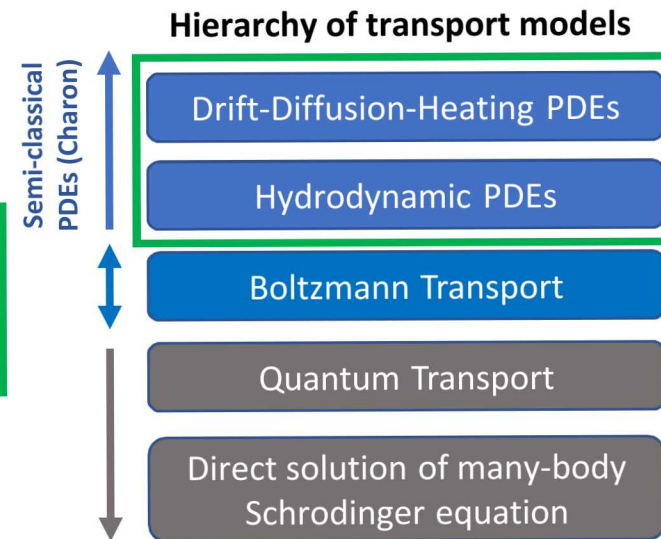 Hierarchy of transport models
Semi-classical
PDEs (Charon)
Drift-Diffusion-Heating PDEs
Hydrodynamic PDEs
Boltzmann Transport
Quantum Transport
Direct solution of many-body
Schrodinger equation